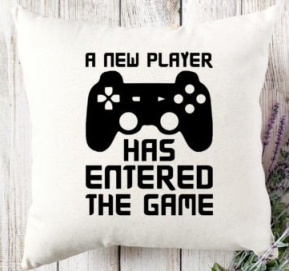 A NEW PLAYER
HAS
ENTERED
THE GAME